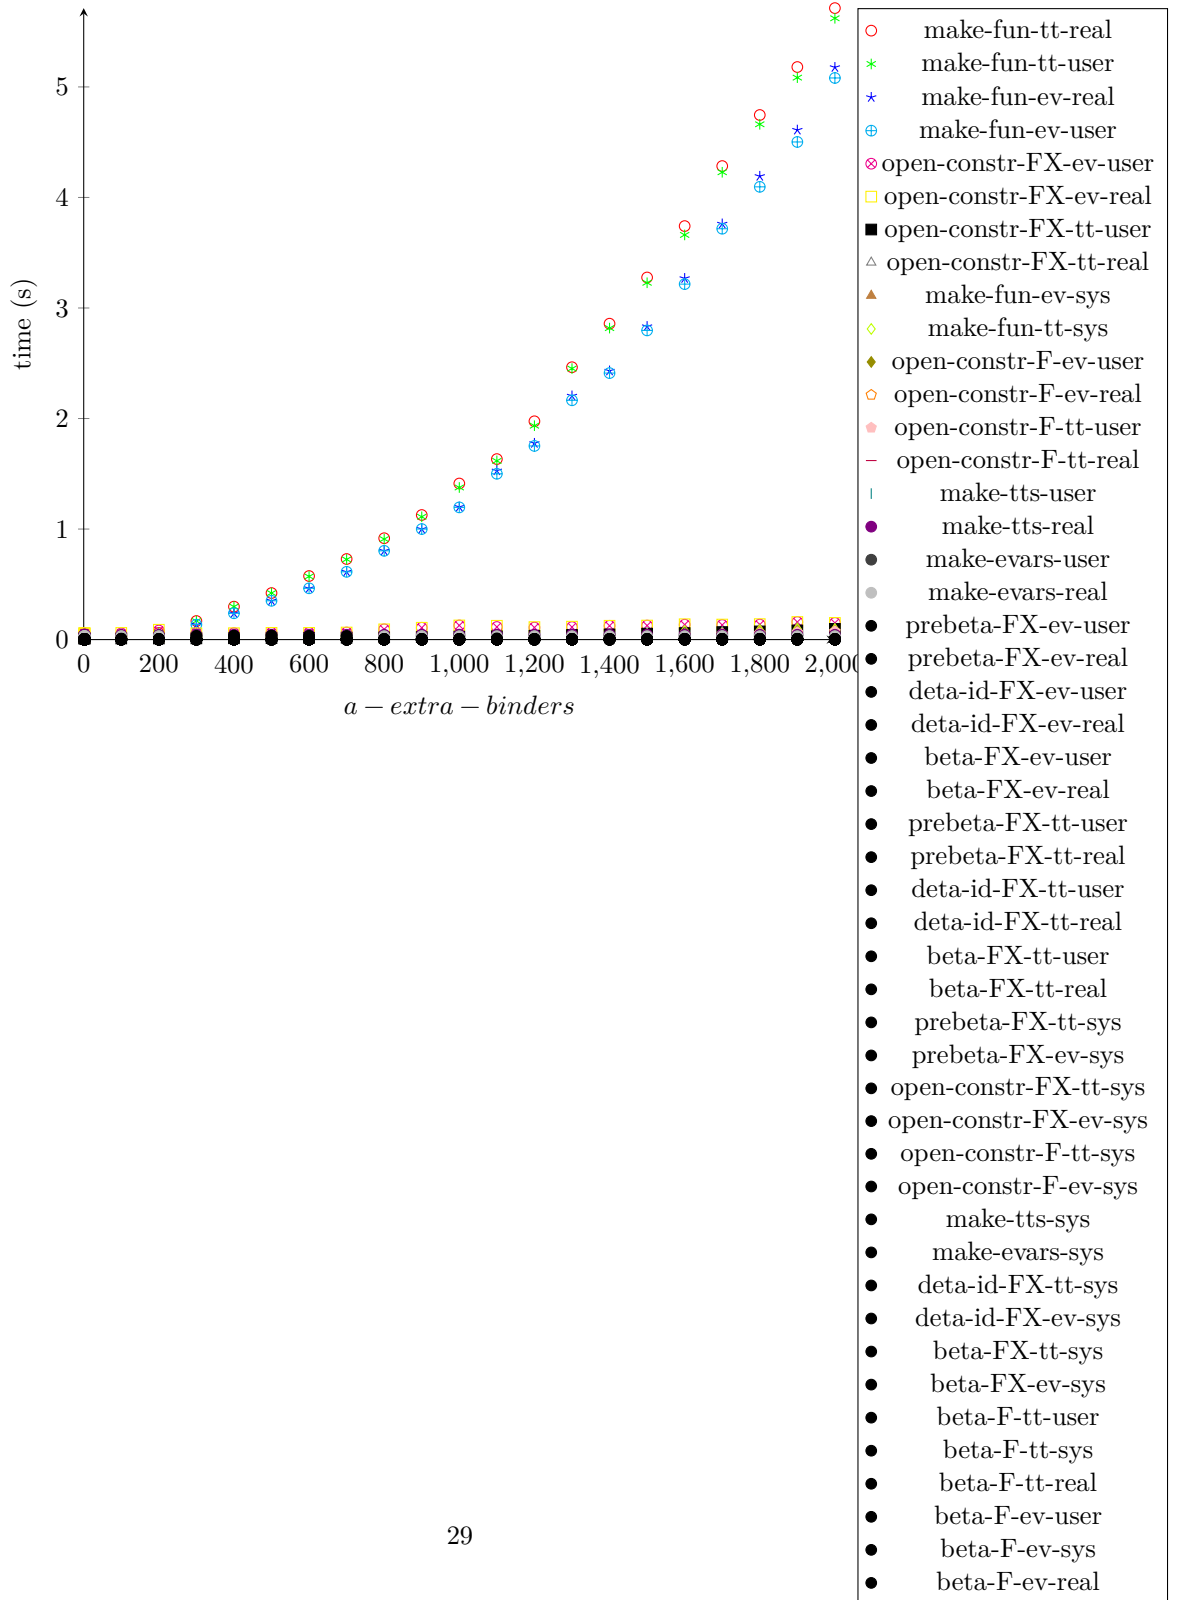 5
4
3
2
1
0
time (s)
0 200 400 600 800 1,000 1,200 1,400 1,600 1,800 2,000
a − extra − binders
make-fun-tt-real
make-fun-tt-user
make-fun-ev-real
make-fun-ev-user
open-constr-FX-ev-user
open-constr-FX-ev-real
open-constr-FX-tt-user
open-constr-FX-tt-real
make-fun-ev-sys
make-fun-tt-sys
open-constr-F-ev-user
open-constr-F-ev-real
open-constr-F-tt-user
open-constr-F-tt-real
make-tts-user
make-tts-real
make-evars-user
make-evars-real
prebeta-FX-ev-user
prebeta-FX-ev-real
deta-id-FX-ev-user
deta-id-FX-ev-real
beta-FX-ev-user
beta-FX-ev-real
prebeta-FX-tt-user
prebeta-FX-tt-real
deta-id-FX-tt-user
deta-id-FX-tt-real
beta-FX-tt-user
beta-FX-tt-real
prebeta-FX-tt-sys
prebeta-FX-ev-sys
open-constr-FX-tt-sys
open-constr-FX-ev-sys
open-constr-F-tt-sys
open-constr-F-ev-sys
make-tts-sys
make-evars-sys
deta-id-FX-tt-sys
deta-id-FX-ev-sys
beta-FX-tt-sys
beta-FX-ev-sys
beta-F-tt-user
beta-F-tt-sys
beta-F-tt-real
beta-F-ev-user
beta-F-ev-sys
beta-F-ev-real
29